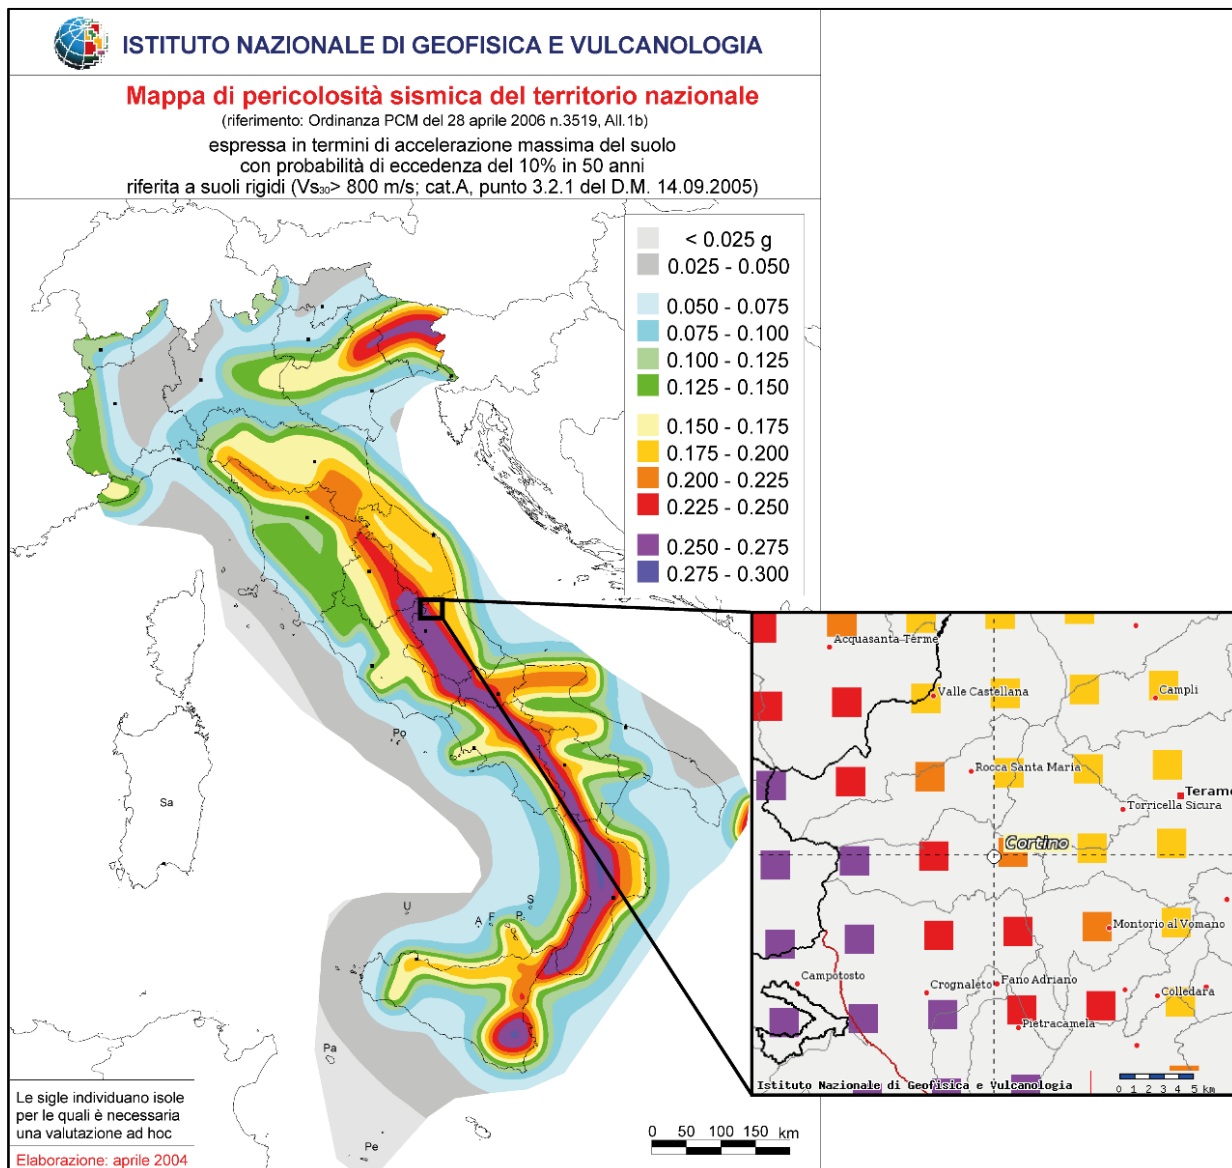 ISTITUTO NAZIONALE DI GEOFISICA E VULCANOLOGIA
Mappa di pericolosità sismica del territorio nazionale
(riferimento: Ordinanza PCM del 28 aprile 2006 n.3519, All.1b)
espressa in termini di accelerazione massima del suolo
con probabilità di eccedenza del 10% in 50 anni
riferita a suoli rigidi (Vs30> 800 m/s; cat.A, punto 3.2.1 del D.M. 14.09.2005)
< 0.025 g
0.025 - 0.050
0.050 - 0.075
0.075 - 0.100
0.100 - 0.125
0.125 - 0.150
0.150 - 0.175
0.175 - 0.200
0.200 - 0.225
0.225 - 0.250
0.250 - 0.275
0.275 - 0.300
Acquasanta Terme
Valle Castellana
Campli
Rocca Santa Maria
Teramo
Torricella Sicura
Cortino
Montorio al Vomano
Campotosto
Crognaleto
Fano Adriano
Colledara
Pietracamela
Istituto Nazionale di Geofisica e Vulcanologia
0 1 2 3 4 5 km
Po
Sa
U
A
F
P
S
Pa
Pe
Le sigle individuano isole
per le quali è necessaria
una valutazione ad hoc
Elaborazione: aprile 2004
0 50 100 150 km